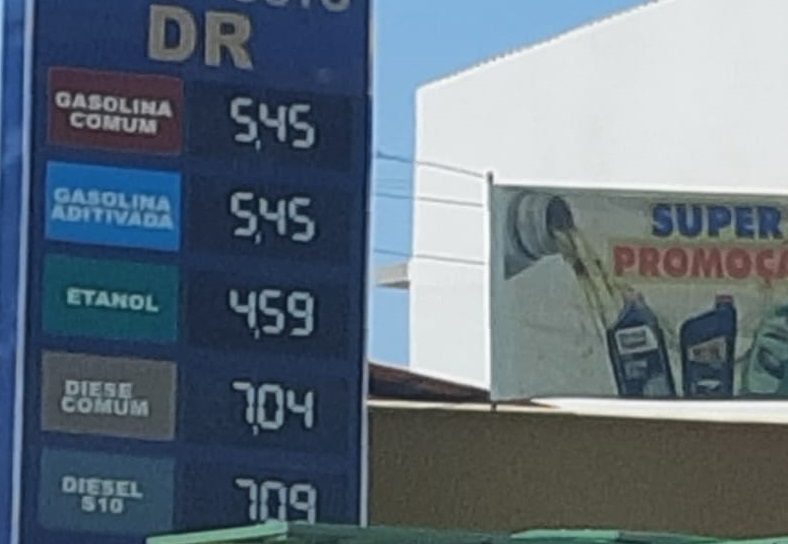 DR
GASOLINA
COMUM
5,45
GASOLINA
ADITIVADA
5,45
ETANOL
4,59
DIESE
COMUM
7,04
DIESEL
S10
7,09
SUPER
PROMOÇÃ